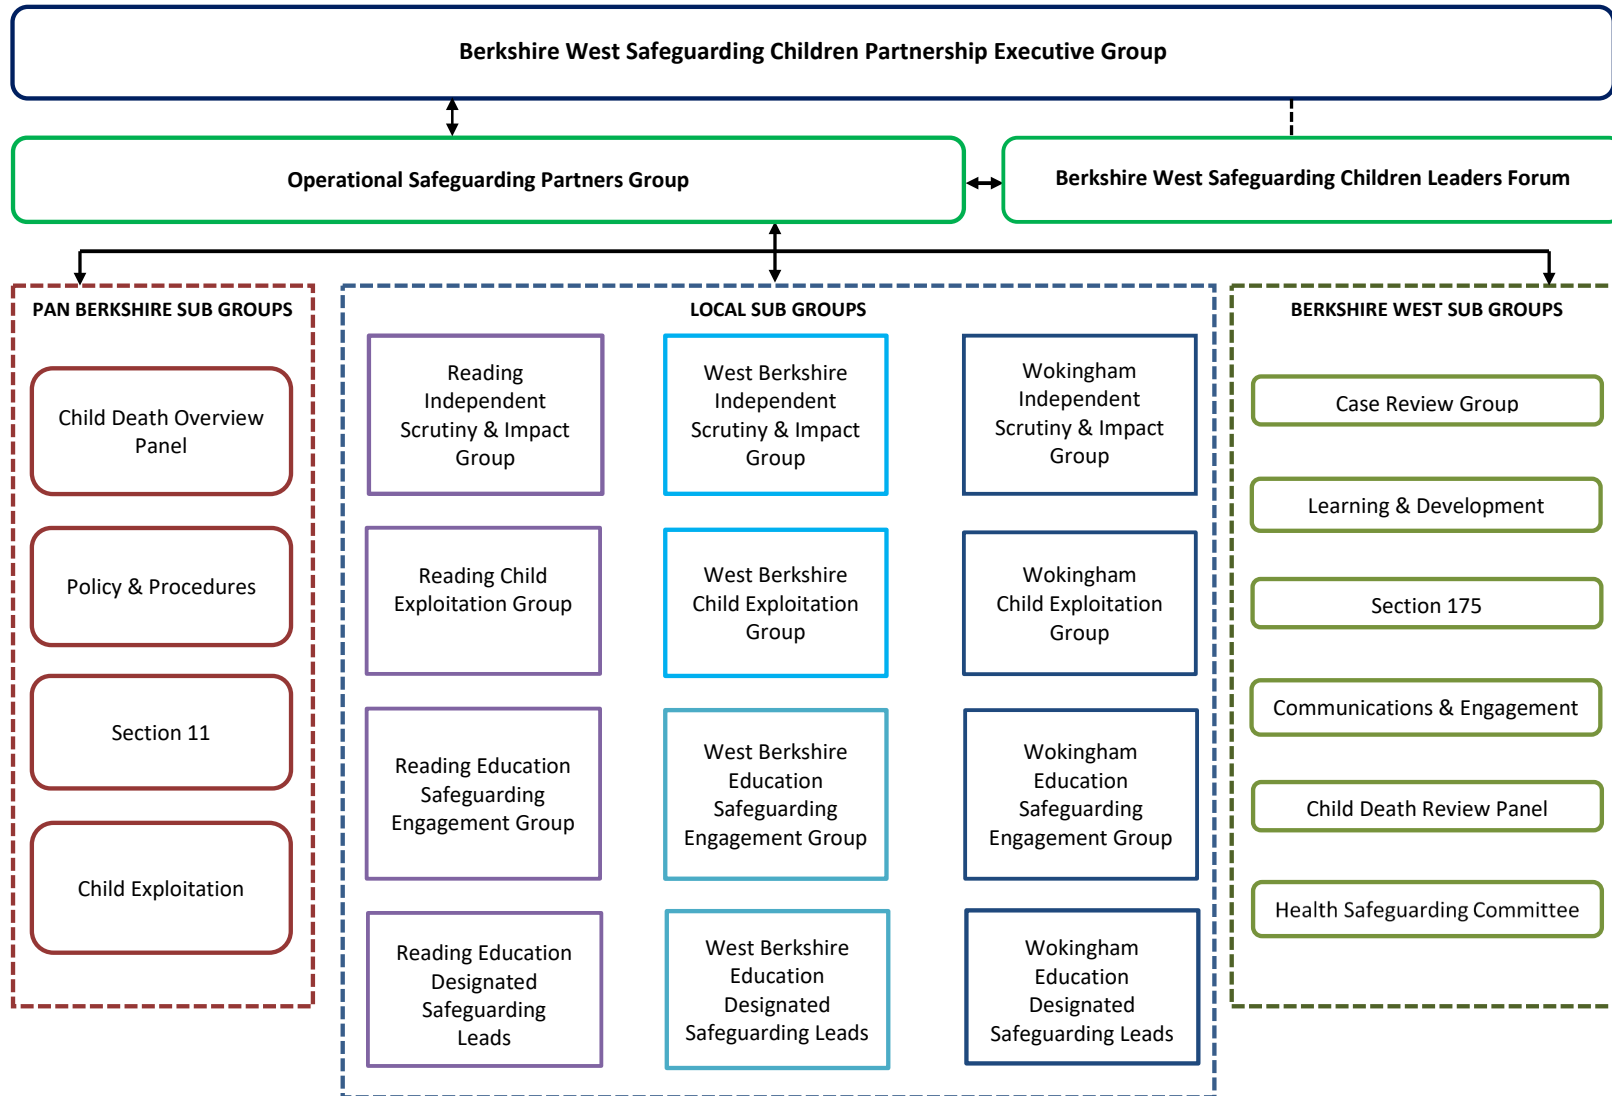 Berkshire West Safeguarding Children Partnership Executive Group
Operational Safeguarding Partners Group
Berkshire West Safeguarding Children Leaders Forum
PAN BERKSHIRE SUB GROUPS
Child Death Overview
Panel
Policy & Procedures
Section 11
Child Exploitation
LOCAL SUB GROUPS
Reading
Independent
Scrutiny & Impact
Group
West Berkshire
Independent
Scrutiny & Impact
Group
Wokingham
Independent
Scrutiny & Impact
Group
Reading Child
Exploitation Group
West Berkshire
Child Exploitation
Group
Wokingham
Child Exploitation
Group
Reading Education
Safeguarding
Engagement Group
West Berkshire
Education
Safeguarding
Engagement Group
Wokingham
Education
Safeguarding
Engagement Group
Reading Education
Designated
Safeguarding
Leads
West Berkshire
Education
Designated
Safeguarding Leads
Wokingham
Education
Designated
Safeguarding Leads
BERKSHIRE WEST SUB GROUPS
Case Review Group
Learning & Development
Section 175
Communications & Engagement
Child Death Review Panel
Health Safeguarding Committee